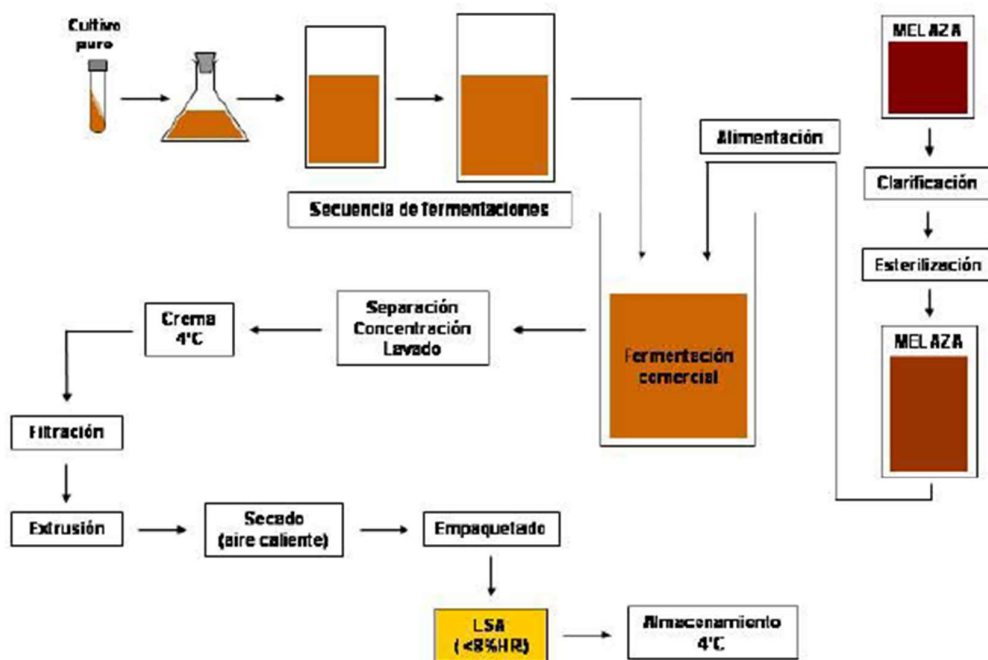 Cultivo
puro
MELAZA
Alimentación
Clarificación
Secuencia de fermentaciones
Esterilización
Crema
4°C
Separación
Concentración
Lavado
Fermentación
comercial
MELAZA
Filtración
Extrusión
Secado
(aire caliente)
Empaquetado
LSA
(<8%HR)
Almacenamiento
4°C